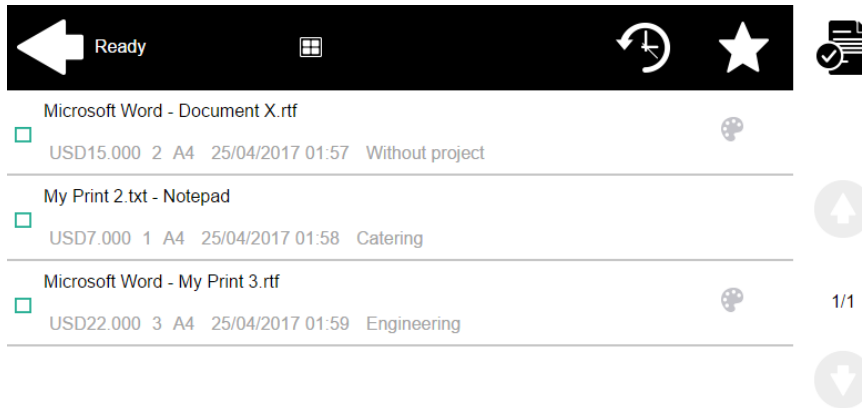 Ready
Microsoft Word - Document X.rtf
USD15.000 2 A4 25/04/2017 01:57 Without project
My Print 2.txt - Notepad
USD7.000 1 A4 25/04/2017 01:58 Catering
Microsoft Word - My Print 3.rtf
1/1
USD22.000 3 A4 25/04/2017 01:59 Engineering